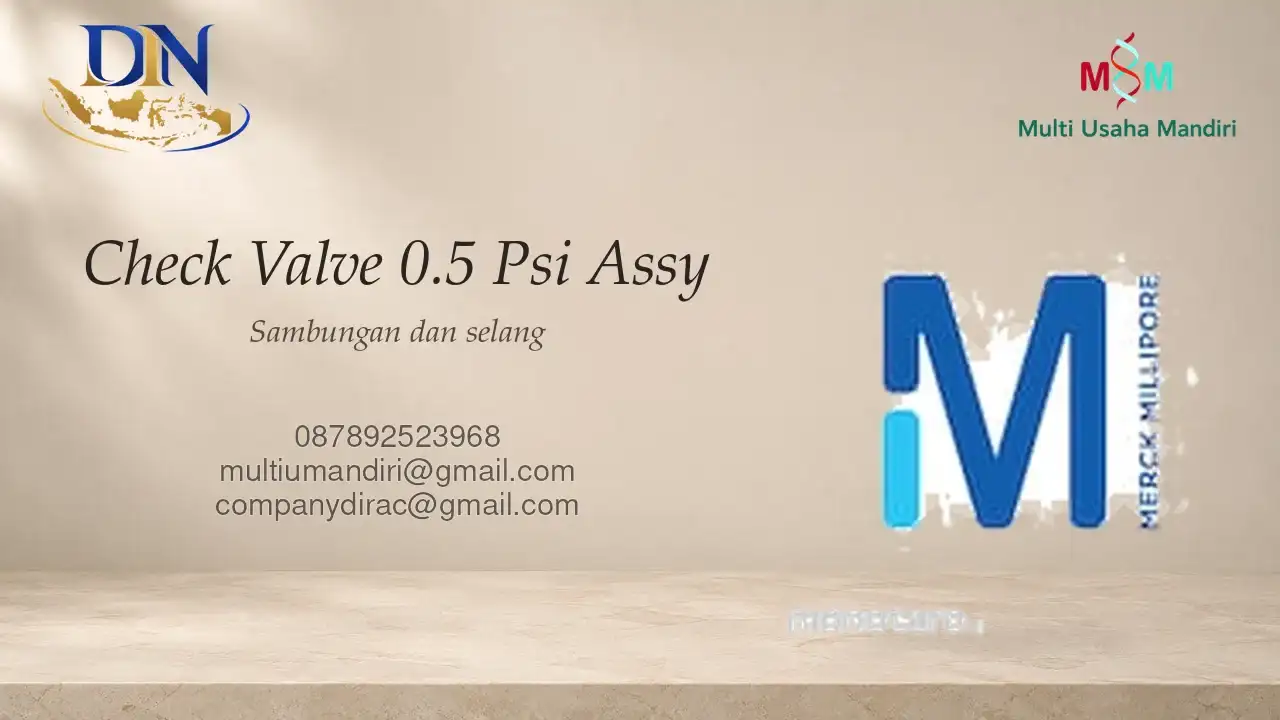 DIN
MSM
Multi Usaha Mandiri
Check Valve 0.5 Psi Assy
Sambungan dan selang
087892523968
multiumandiri@gmail.com
companydirac@gmail.com
MERCK MILLIPORE